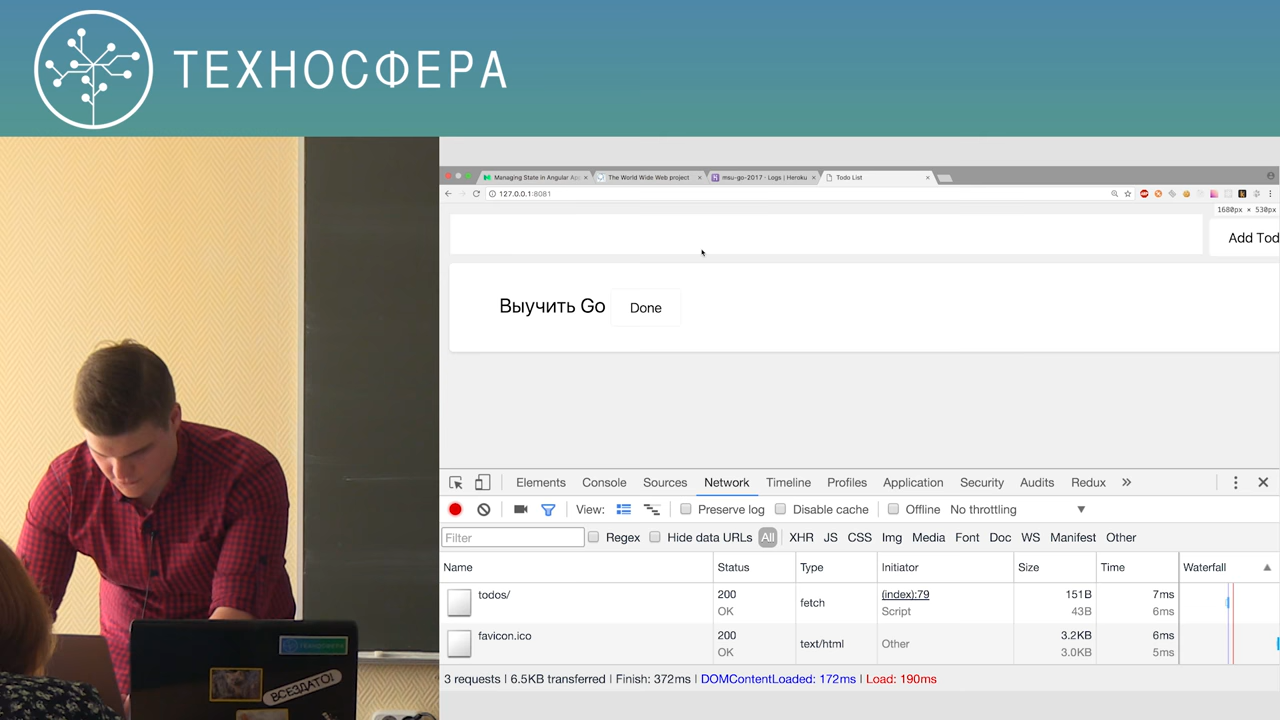 ТЕХНОСФЕРА
Managing State in Angular Ap
The World Wide Web project
msu-go-2017 · Logs | Heroku
Todo List
127.0.0.1:8081
1680px × 530px
Add Tod
Выучить Go
Done
Elements Console Sources Network Timeline Profiles Application Security Audits Redux »
View: Preserve log Disable cache Offline No throttling
Filter Regex Hide data URLs All XHR JS CSS Img Media Font Doc WS Manifest Other
Name Status Type Initiator Size Time Waterfall
todos/ 200 fetch (index):79 151B 7ms
OK Script 43B 6ms
favicon.ico 200 text/html Other 3.2KB 6ms
OK 3.0KB 5ms
3 requests | 6.5KB transferred | Finish: 372ms | DOMContentLoaded: 172ms | Load: 190ms
ТЕХНОСФЕРА
ВСЕЗДАТО!